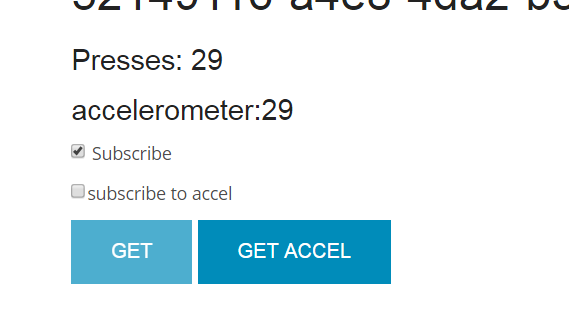 Presses: 29
accelerometer:29
Subscribe
subscribe to accel
GET GET ACCEL